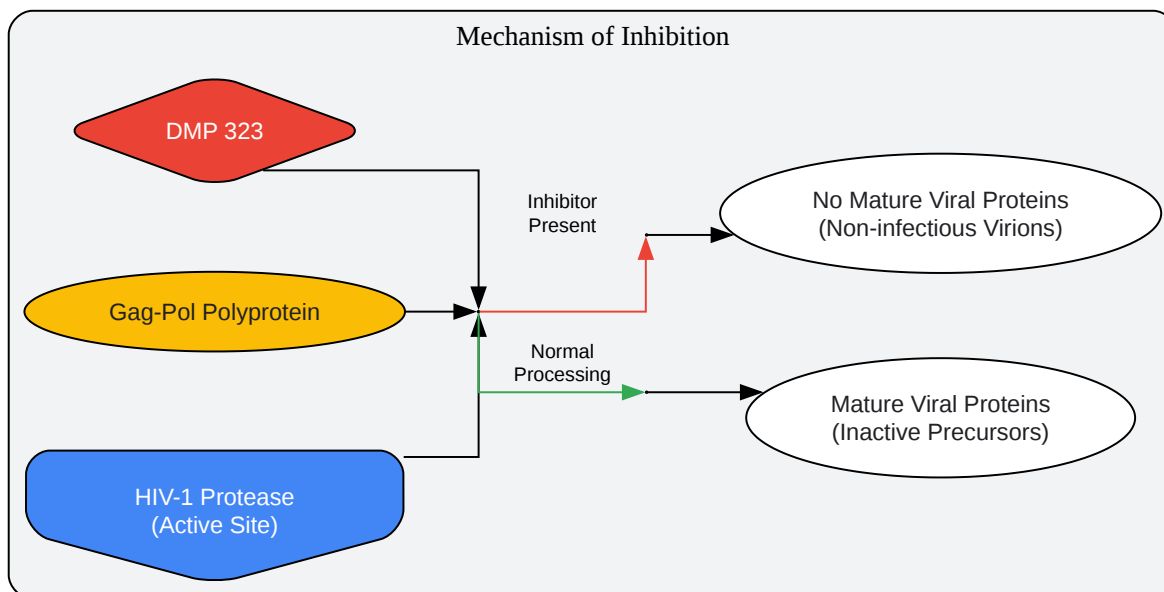 Mechanism of Inhibition
DMP 323
Inhibitor
Present
No Mature Viral Proteins
(Non-infectious Virions)
Gag-Pol Polyprotein
Normal
Processing
Mature Viral Proteins
(Inactive Precursors)
HIV-1 Protease
(Active Site)